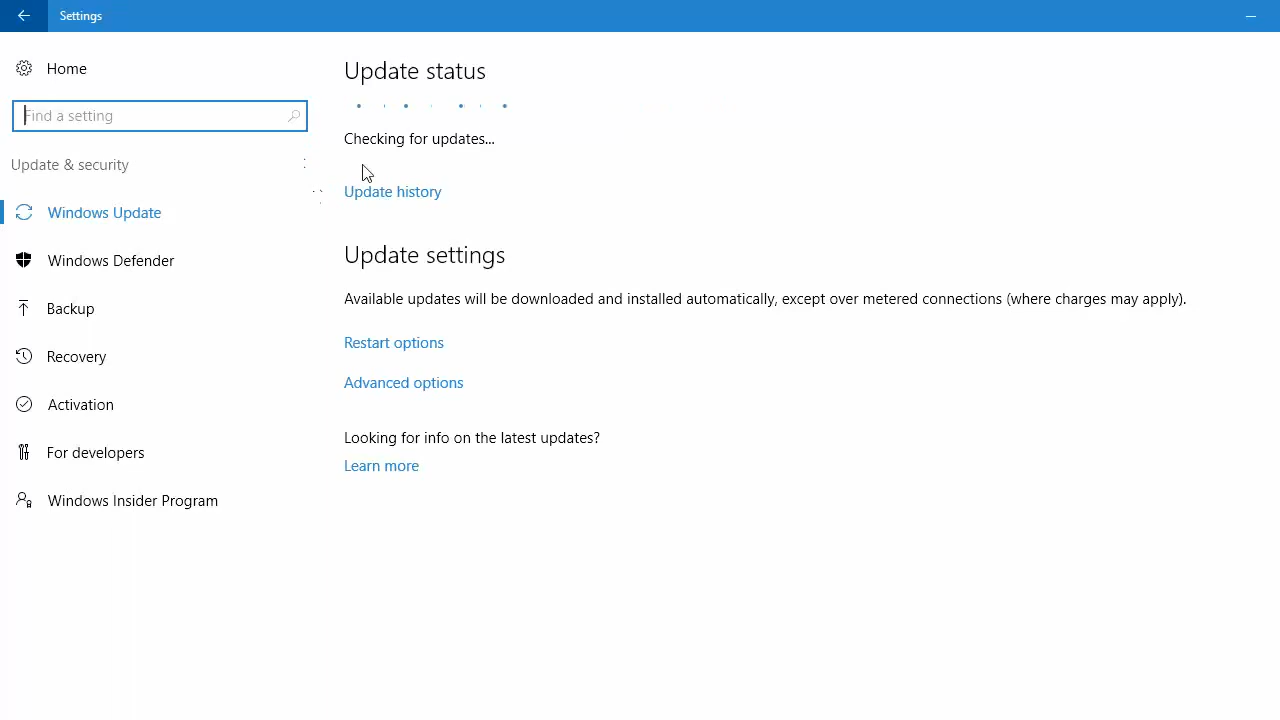 Settings
Home
Find a setting
Update & security
Windows Update
Windows Defender
Backup
Recovery
Activation
For developers
Windows Insider Program
Update status
Checking for updates...
Update history
Update settings
Available updates will be downloaded and installed automatically, except over metered connections (where charges may apply).
Restart options
Advanced options
Looking for info on the latest updates?
Learn more